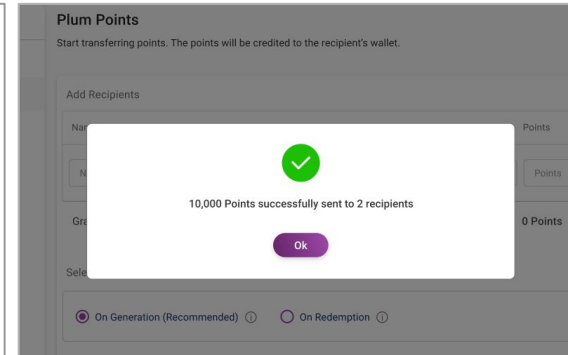 Plum Points
Start transferring points. The points will be credited to the recipient's wallet.
Add Recipients
Points
Points
10,000 Points successfully sent to 2 recipients
0 Points
Ok
On Generation (Recommended)
On Redemption